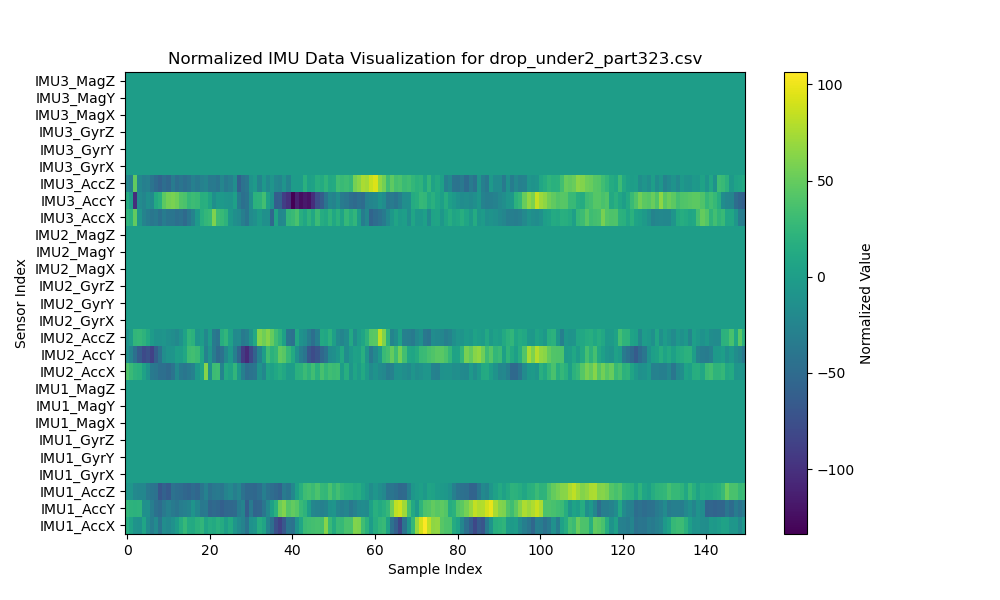 Normalized IMU Data Visualization for drop_under2_part323.csv
IMU3_MagZ
IMU3_MagY
IMU3_MagX
IMU3_GyrZ
IMU3_GyrY
IMU3_GyrX
IMU3_AccZ
IMU3_AccY
IMU3_AccX
IMU2_MagZ
IMU2_MagY
IMU2_MagX
IMU2_GyrZ
IMU2_GyrY
IMU2_GyrX
IMU2_AccZ
IMU2_AccY
IMU2_AccX
IMU1_MagZ
IMU1_MagY
IMU1_MagX
IMU1_GyrZ
IMU1_GyrY
IMU1_GyrX
IMU1_AccZ
IMU1_AccY
IMU1_AccX
Sensor Index
0 20 40 60 80 100 120 140
Sample Index
100
50
0
−50
−100
Normalized Value